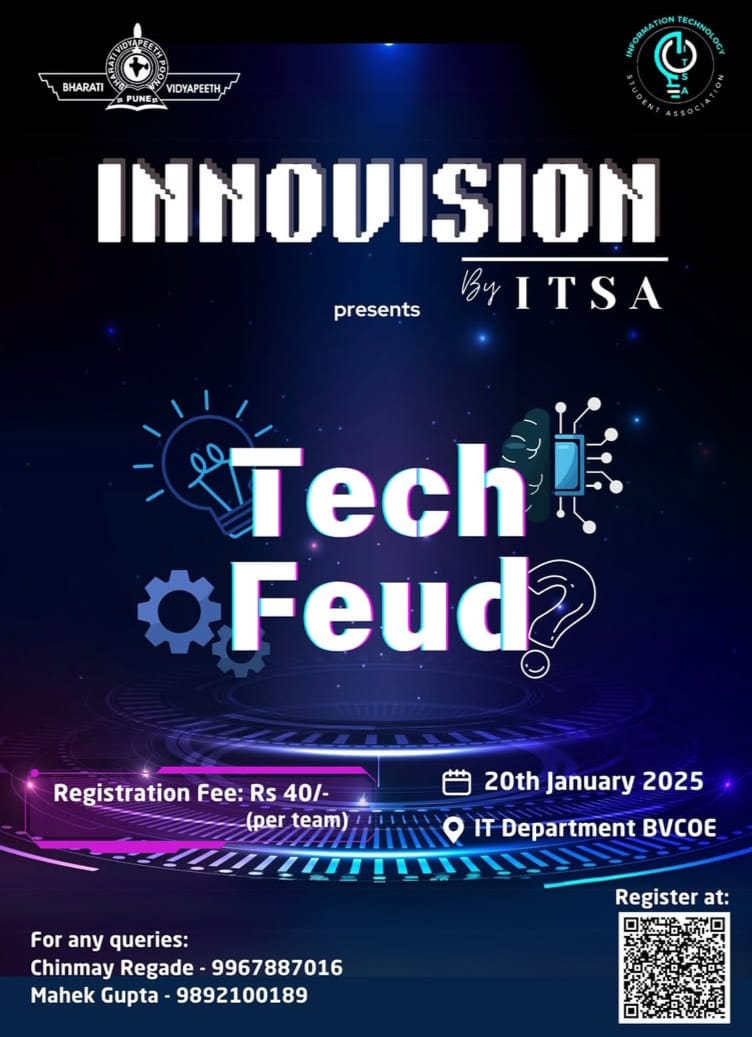 BHARATI VIDYAPEETH POONA
BHARATI VIDYAPEETH
PUNE
INFORMATION TECHNOLOGY
ITSA
STUDENT ASSOCIATION
INNOVISION
By ITSA
presents
Tech
Feud
Registration Fee: Rs 40/-
(per team)
20th January 2025
IT Department BVCOE
Register at:
For any queries:
Chinmay Regade - 9967887016
Mahek Gupta - 9892100189